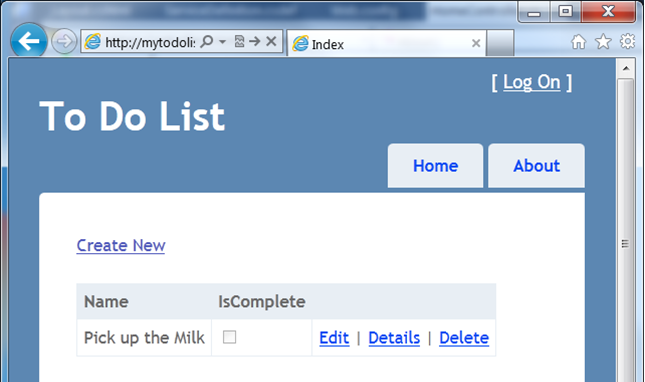 http://mytodolis
Index
[ Log On ]
To Do List
Home About
Create New
Name IsComplete
Pick up the Milk Edit | Details | Delete